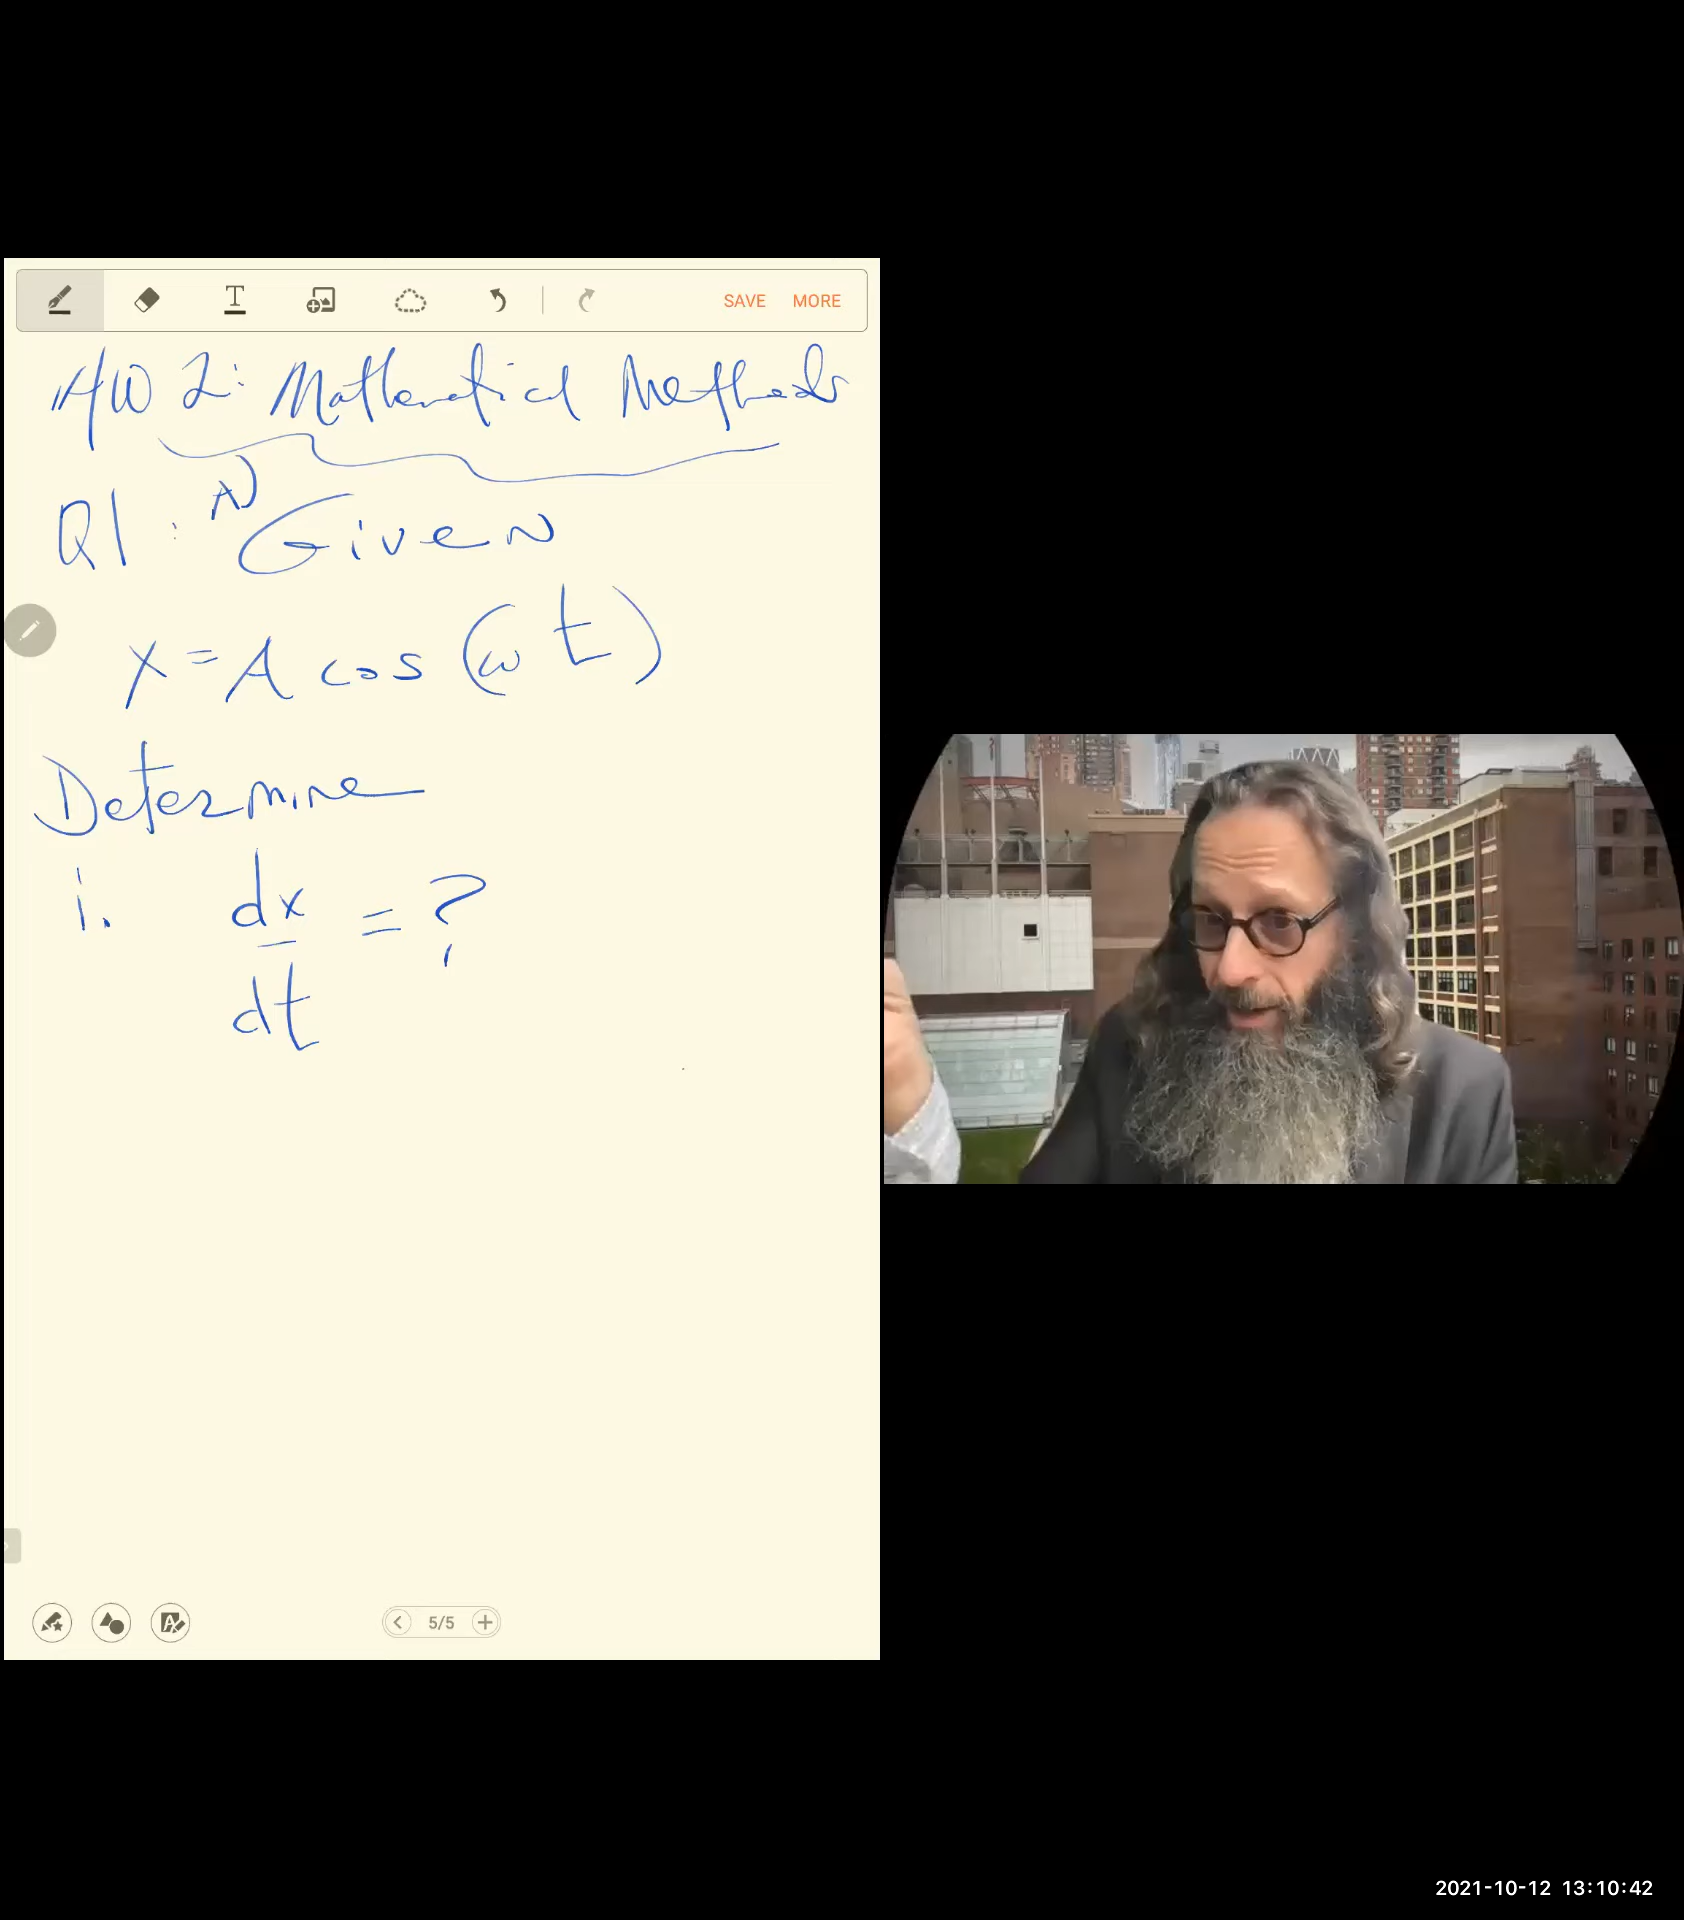 T
SAVE MORE
HW 2: Mathematical Methods
Q1: A) Given
x = A cos (ω t)
Determine
i. dx = ?
dt
A
5/5
2021-10-12 13:10:42